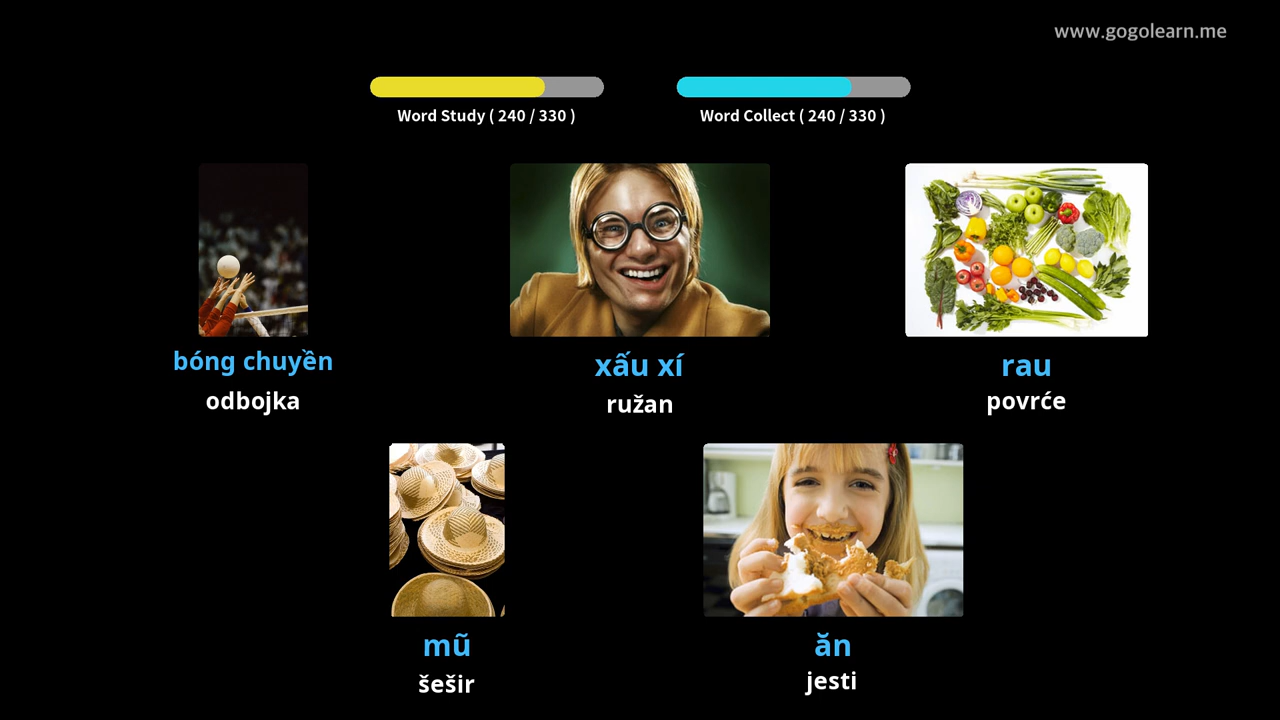 www.gogolearn.me
Word Study ( 240 / 330 )
Word Collect ( 240 / 330 )
bóng chuyền
odbojka
xấu xí
ružan
rau
povrće
mũ
šešir
ăn
jesti